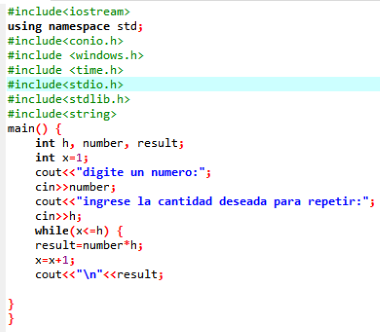 #include<iostream>
using namespace std;
#include<conio.h>
#include <windows.h>
#include <time.h>
#include<stdio.h>
#include<stdlib.h>
#include<string>
main() {
int h, number, result;
int x=1;
cout<<"digite un numero:";
cin>>number;
cout<<"ingrese la cantidad deseada para repetir:";
cin>>h;
while(x<=h) {
result=number*h;
x=x+1;
cout<<"\n"<<result;
}
}